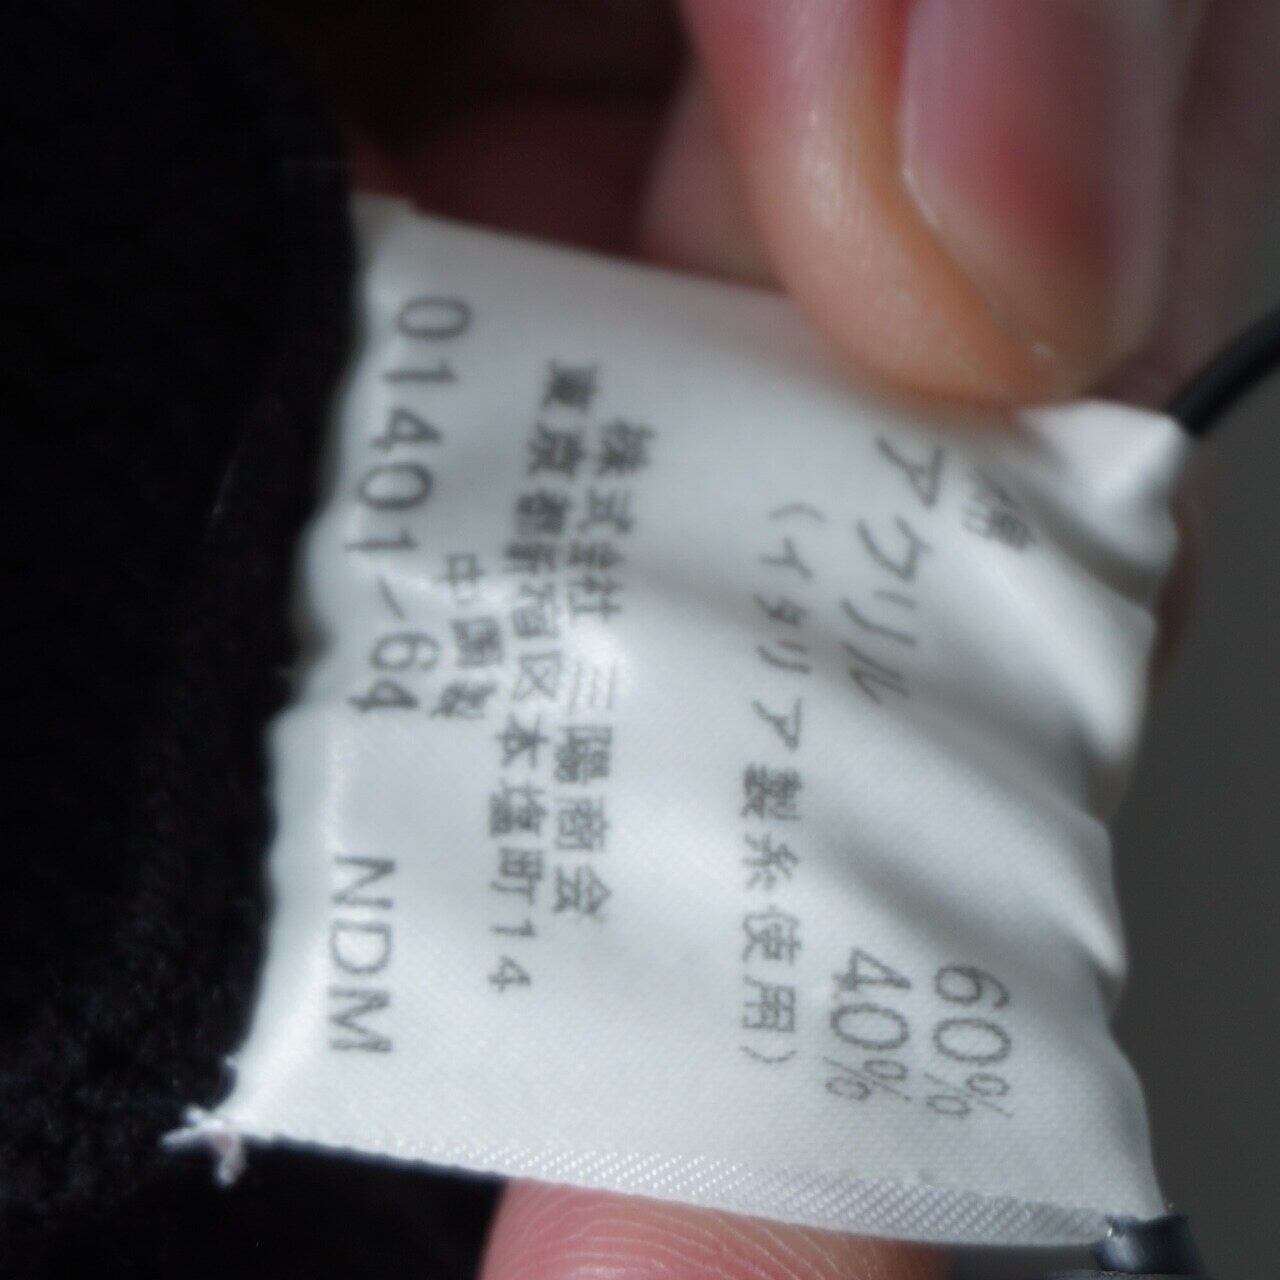 綿 60%
アクリル 40%
（イタリア製糸使用）
株式会社 三陽商会
東京都新宿区本塩町14
中国製
01401-64 NDM